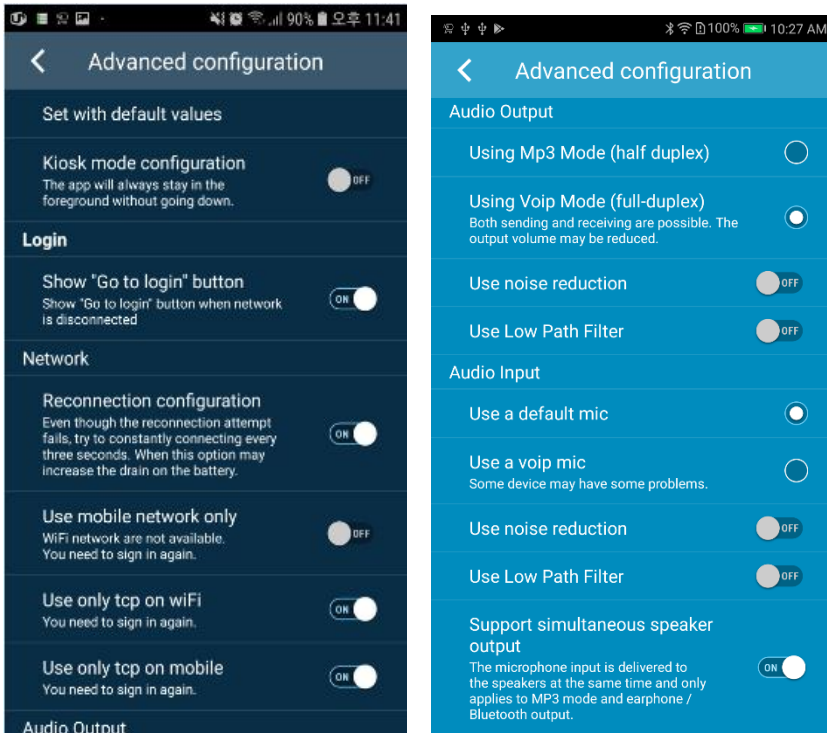 90% 오후 11:41
Advanced configuration
Set with default values
Kiosk mode configuration
The app will always stay in the
foreground without going down.
OFF
Login
Show "Go to login" button
Show "Go to login" button when network
is disconnected
ON
Network
Reconnection configuration
Even though the reconnection attempt
fails, try to constantly connecting every
three seconds. When this option may
increase the drain on the battery.
ON
Use mobile network only
WiFi network are not available.
You need to sign in again.
OFF
Use only tcp on wiFi
You need to sign in again.
ON
Use only tcp on mobile
You need to sign in again.
ON
Audio Output
100% 10:27 AM
Advanced configuration
Audio Output
Using Mp3 Mode (half duplex)
Using Voip Mode (full-duplex)
Both sending and receiving are possible. The
output volume may be reduced.
Use noise reduction
OFF
Use Low Path Filter
OFF
Audio Input
Use a default mic
Use a voip mic
Some device may have some problems.
Use noise reduction
OFF
Use Low Path Filter
OFF
Support simultaneous speaker
output
The microphone input is delivered to
the speakers at the same time and only
applies to MP3 mode and earphone /
Bluetooth output.
ON